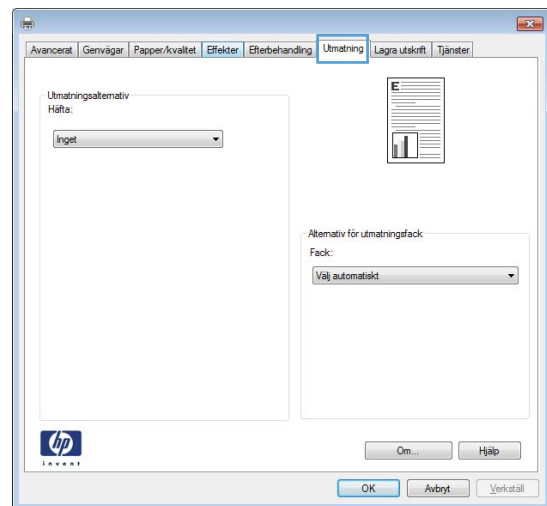 Avancerat Genvägar Papper/kvalitet Effekter Efterbehandling Utmatning Lagra utskrift Tjänster
Utmatningsalternativ
Häfta:
Inget
E
Alternativ för utmatningsfack
Fack:
Välj automatiskt
hp
invent
Om... Hjälp
OK Avbryt Verkställ